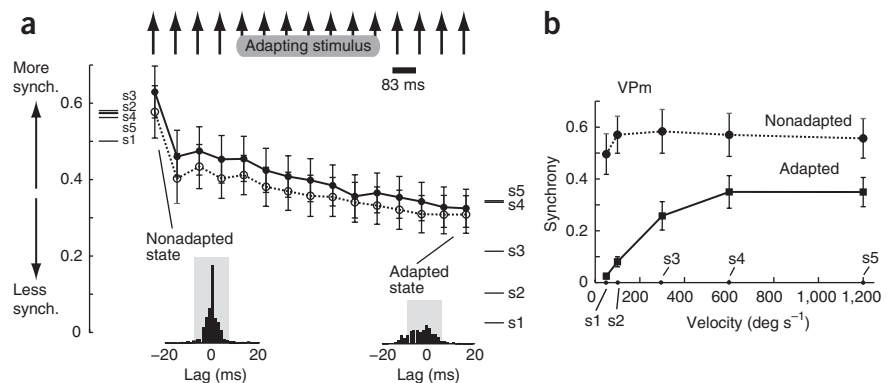 a
Adapting stimulus
83 ms
More
synch.
Less
synch.
0.6
0.4
0.2
0
s3
s2
s4
s5
s1
Nonadapted
state
Adapted
state
s5
s4
s3
s2
s1
−20 0 20
Lag (ms)
−20 0 20
Lag (ms)
b
VPm
Nonadapted
Adapted
Synchrony
0.6
0.4
0.2
0
s3 s4 s5
0 200 400 600 800 1,000 1,200
s1 s2
Velocity (deg s−1)